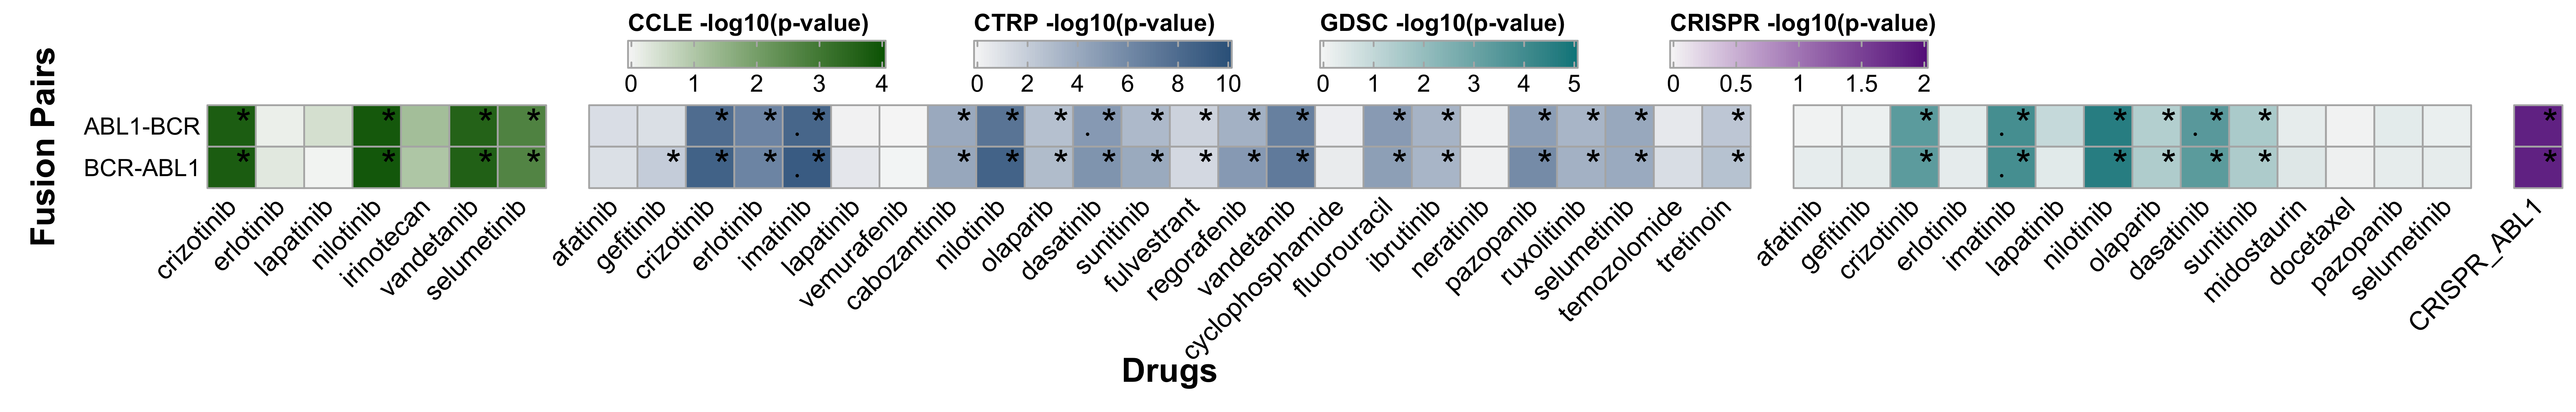 CCLE -log10(p-value)
0 1 2 3 4
CTRP -log10(p-value)
0 2 4 6 8 10
GDSC -log10(p-value)
0 1 2 3 4 5
CRISPR -log10(p-value)
0 0.5 1 1.5 2
Fusion Pairs
ABL1-BCR
* * * * * * . * * * * . * * * * * * * * * * * * . * * * . * * *
BCR-ABL1
* * * * * * * . * * * * * * * * * * * * * * * * . * * * * * *
crizotinib
erlotinib
lapatinib
nilotinib
irinotecan
vandetanib
selumetinib
afatinib
gefitinib
crizotinib
erlotinib
imatinib
lapatinib
vemurafenib
cabozantinib
nilotinib
olaparib
dasatinib
sunitinib
fulvestrant
regorafenib
vandetanib
cyclophosphamide
fluorouracil
ibrutinib
neratinib
pazopanib
ruxolitinib
selumetinib
temozolomide
tretinoin
afatinib
gefitinib
crizotinib
erlotinib
imatinib
lapatinib
nilotinib
olaparib
dasatinib
sunitinib
midostaurin
docetaxel
pazopanib
selumetinib
CRISPR_ABL1
Drugs